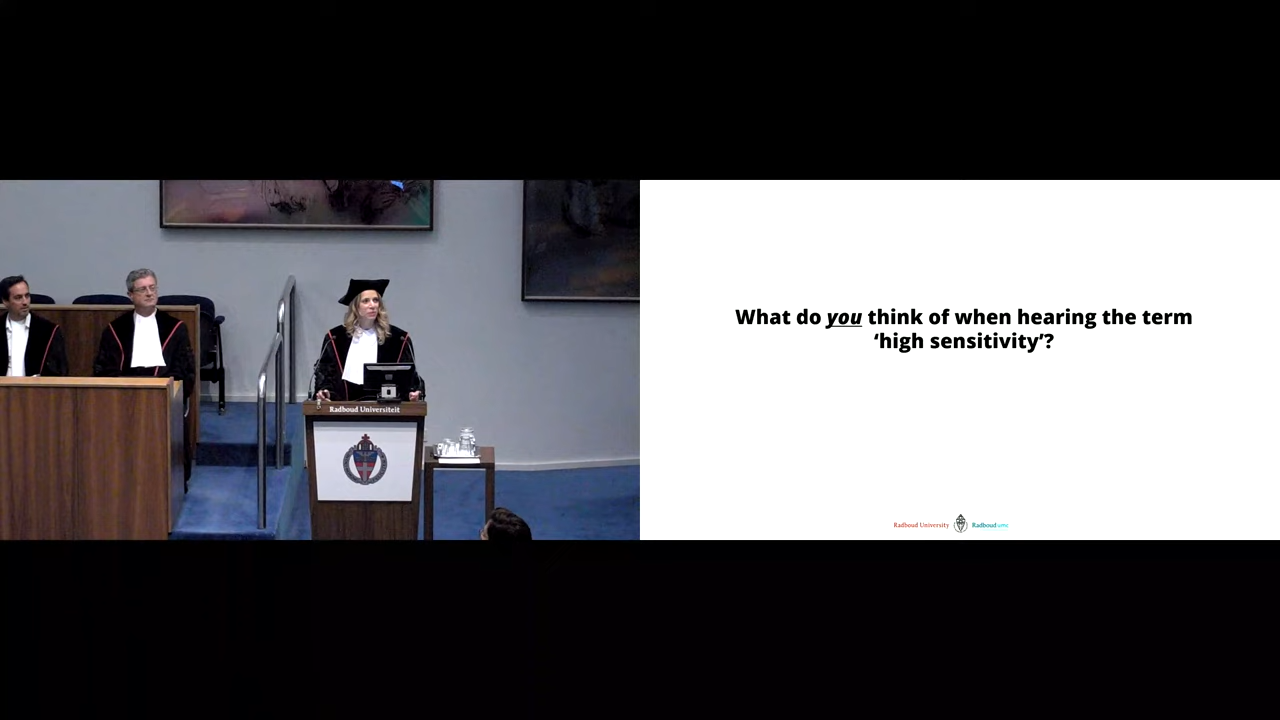 Radboud Universiteit
What do you think of when hearing the term
‘high sensitivity’?
Radboud University Radboudumc